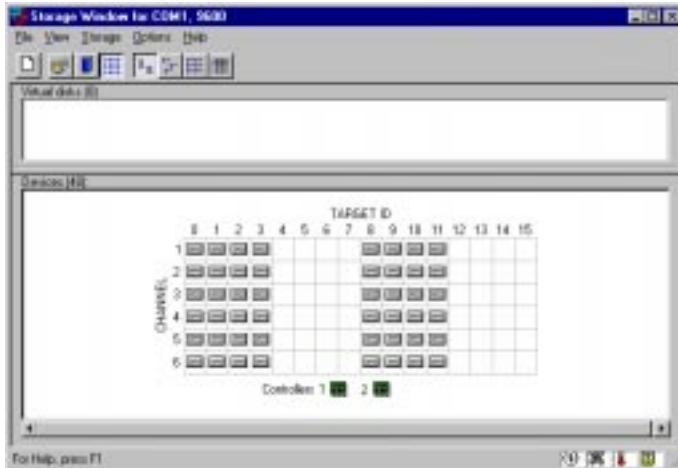 Storage Window for COM1, 9600
File View Storage Options Help
Virtual disks (0):
Devices (48):
TARGET ID
0 1 2 3 4 5 6 7 8 9 10 11 12 13 14 15
CHANNEL
1
2
3
4
5
6
Controllers: 1 2
For Help, press F1